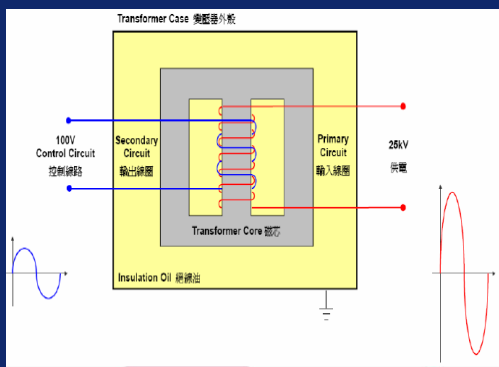 Transformer Case 變壓器外殼
100V
Control Circuit
控制線路
Secondary
Circuit
輸出線圈
Primary
Circuit
輸入線圈
25kV
供電
Transformer Core 磁芯
Insulation Oil 絕緣油